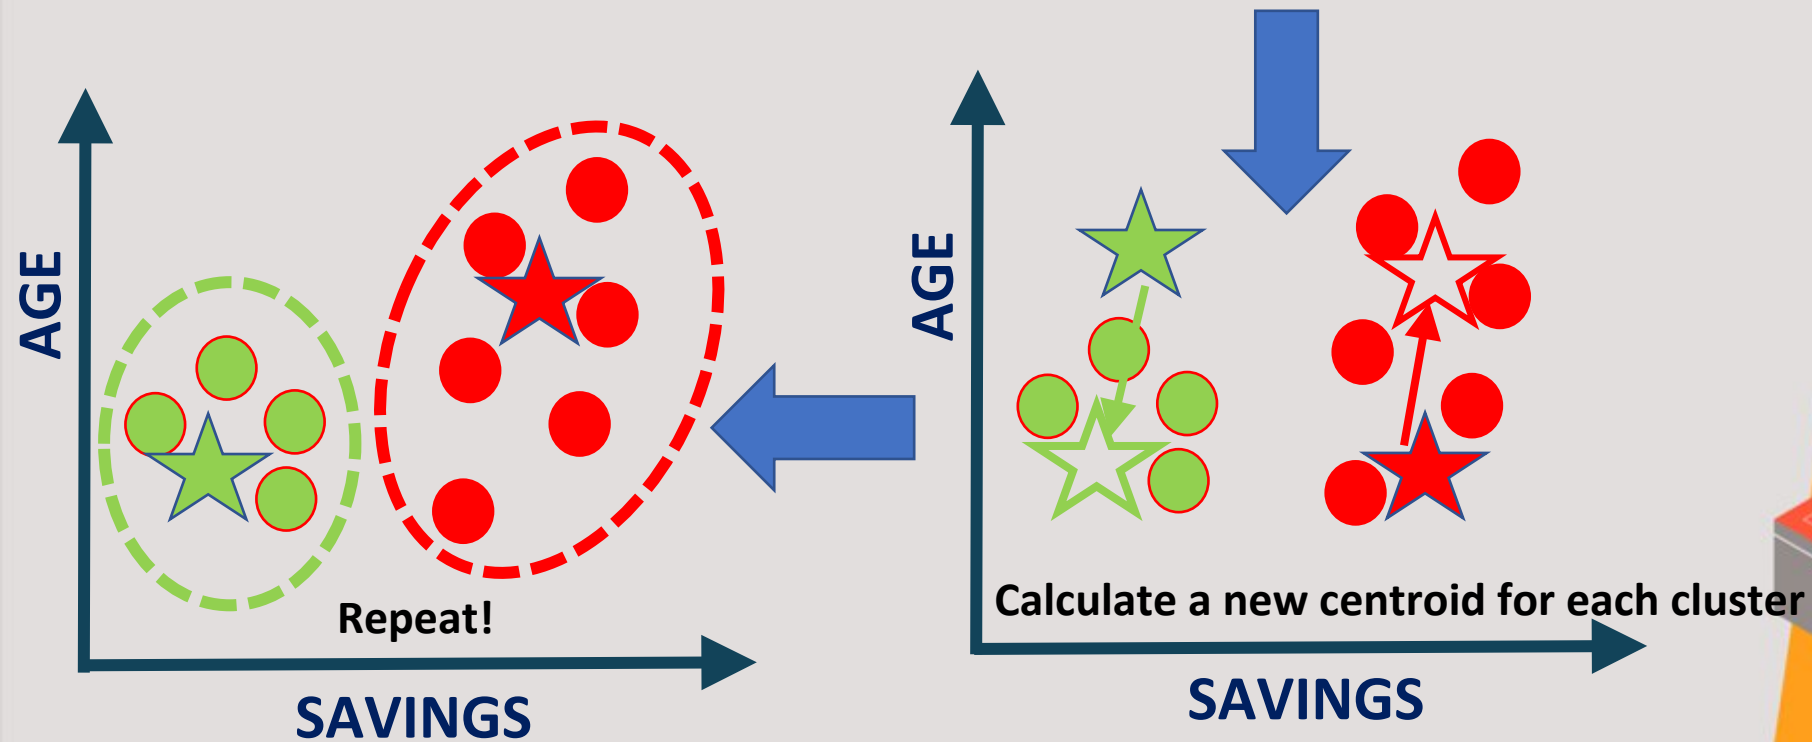 AGE
Repeat!
SAVINGS
AGE
Calculate a new centroid for each cluster
SAVINGS